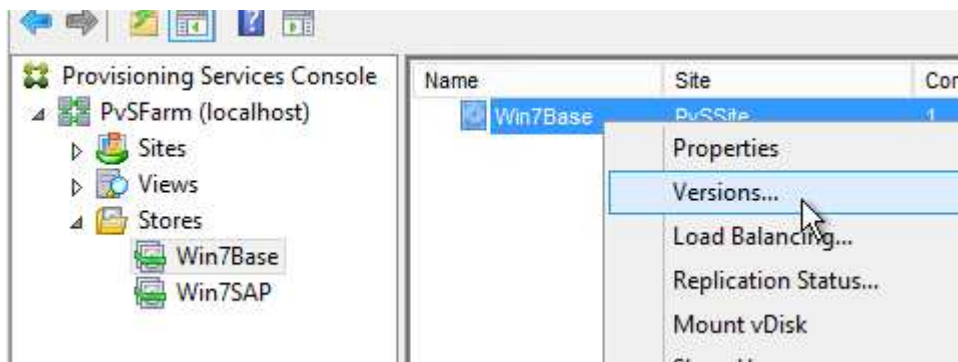 Provisioning Services Console
PvSFarm (localhost)
Sites
Views
Stores
Win7Base
Win7SAP
Name Site
Win7Base PvSSite 1
Properties
Versions...
Load Balancing...
Replication Status...
Mount vDisk